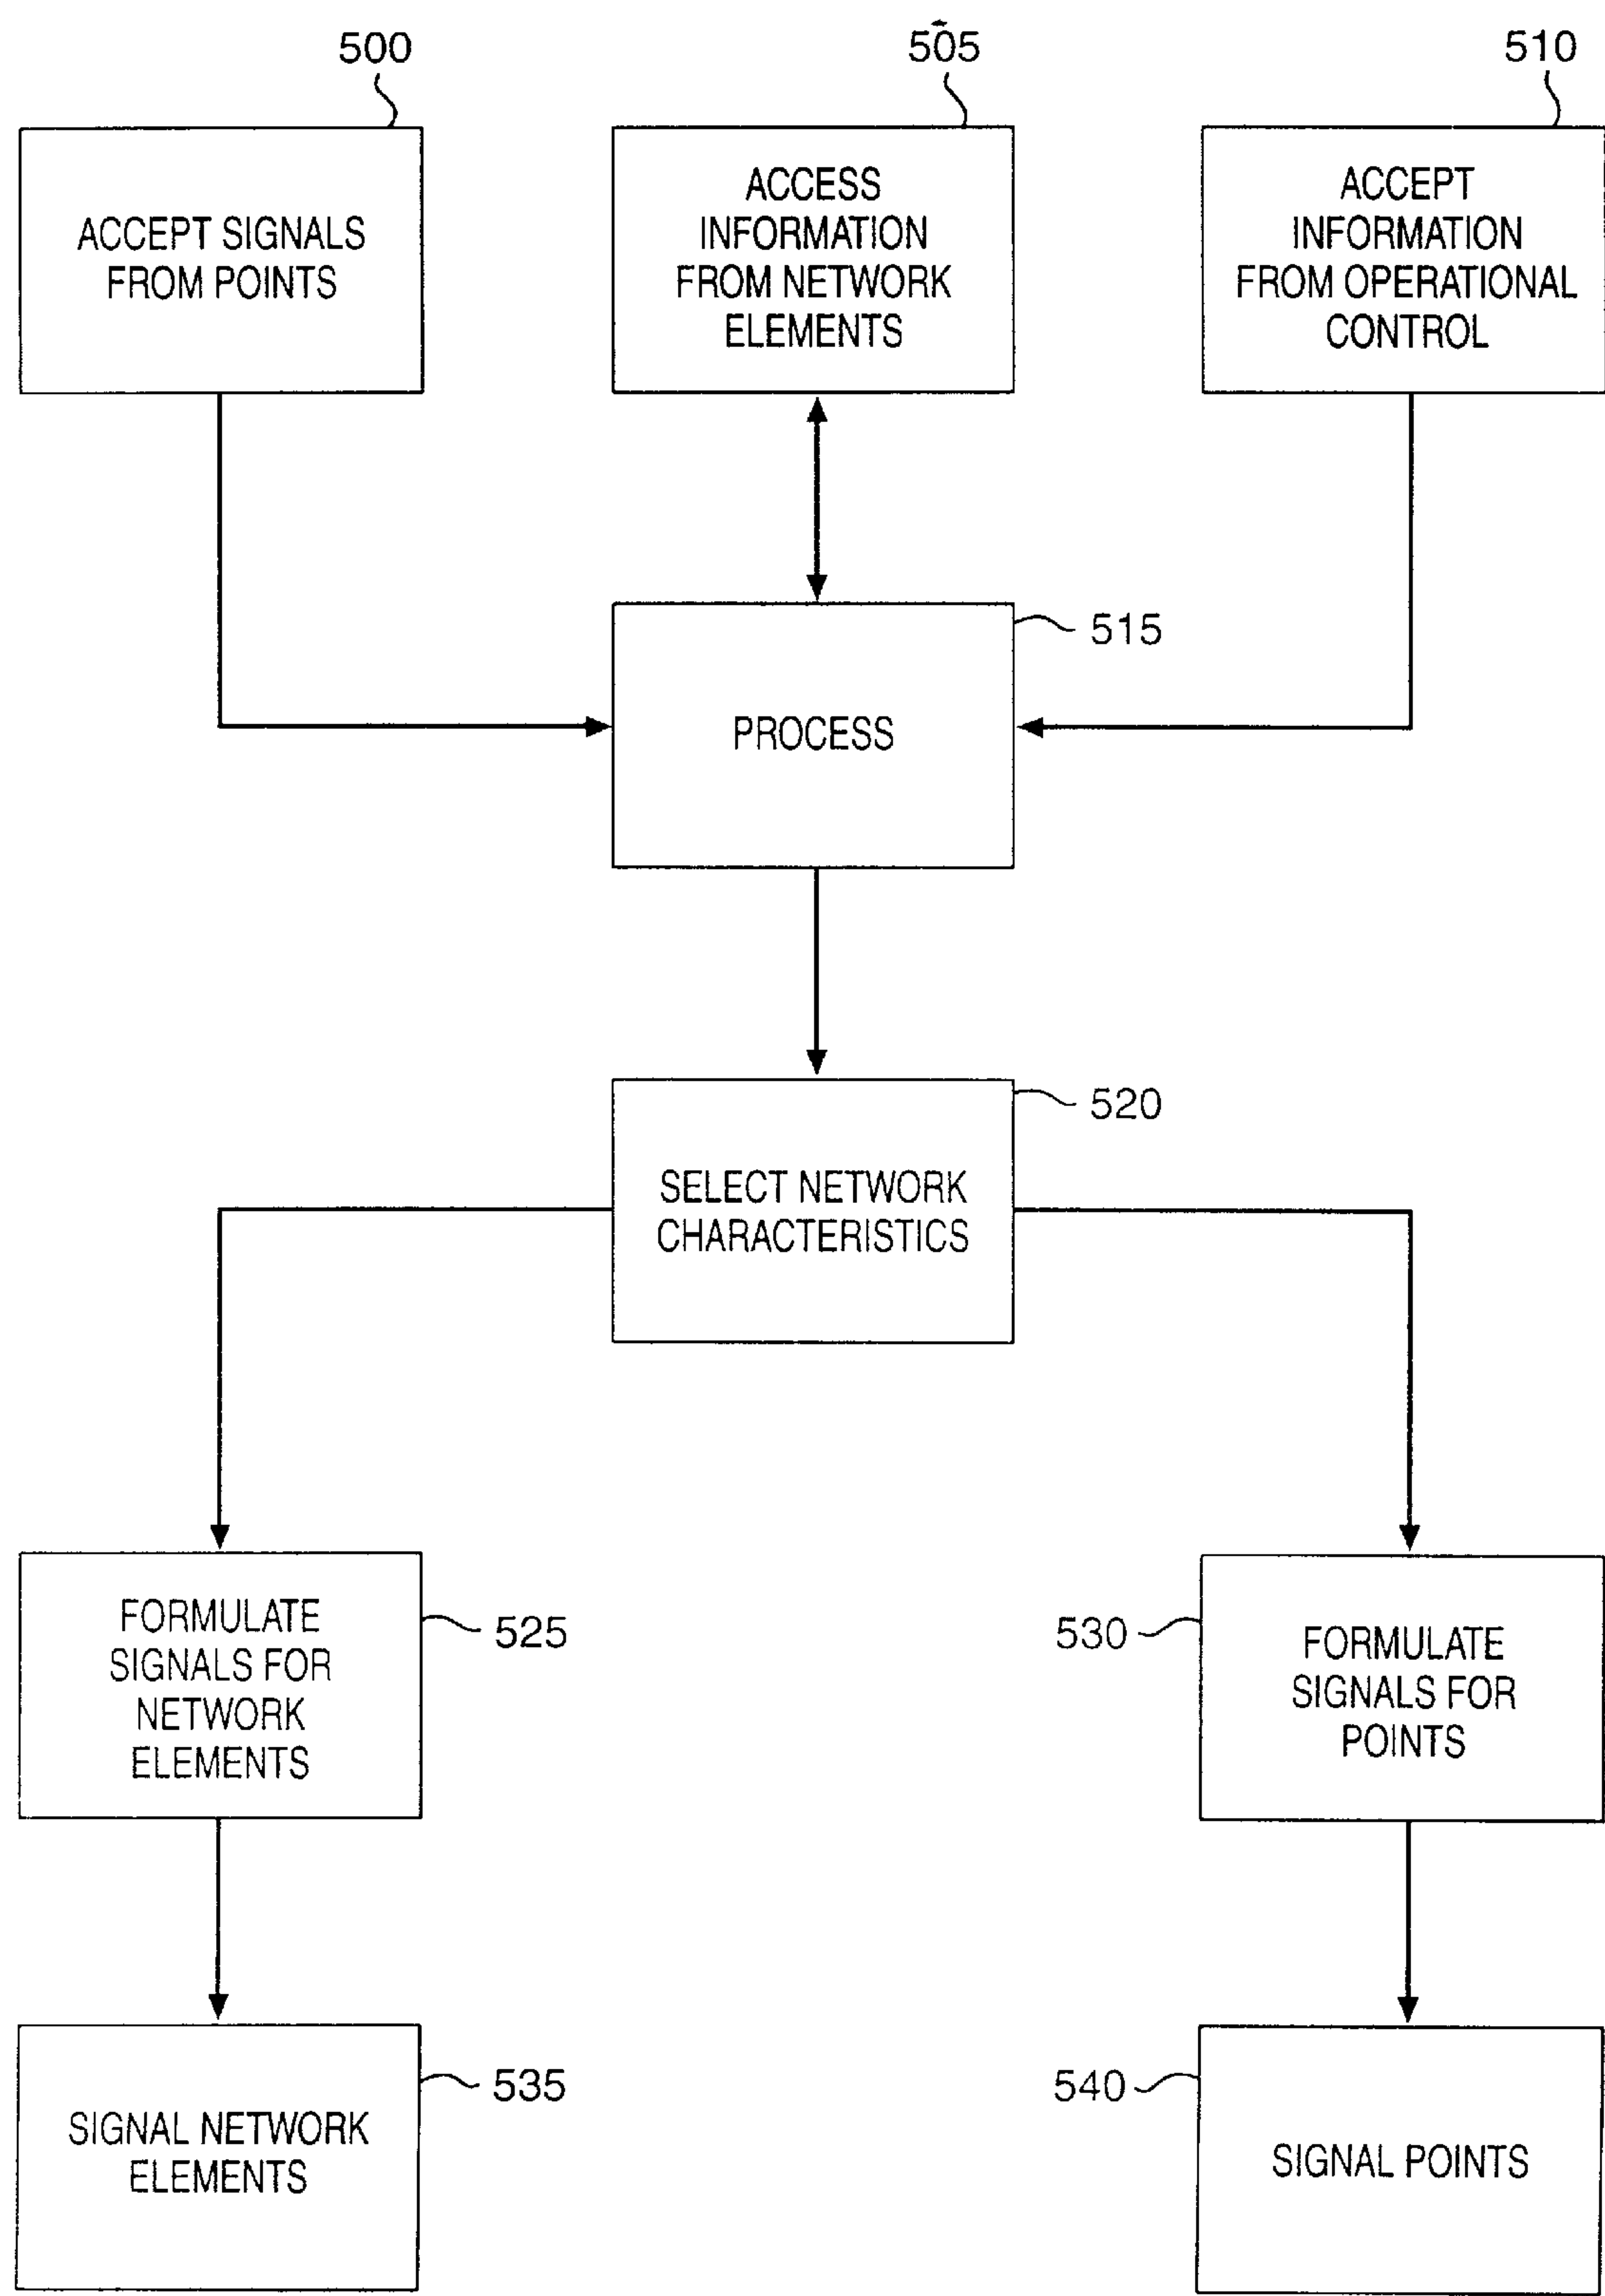 500
505
510
ACCEPT SIGNALS
FROM POINTS
ACCESS
INFORMATION
FROM NETWORK
ELEMENTS
ACCEPT
INFORMATION
FROM OPERATIONAL
CONTROL
515
PROCESS
520
SELECT NETWORK
CHARACTERISTICS
FORMULATE
SIGNALS FOR
NETWORK
ELEMENTS
525
530
FORMULATE
SIGNALS FOR
POINTS
535
SIGNAL NETWORK
ELEMENTS
540
SIGNAL POINTS